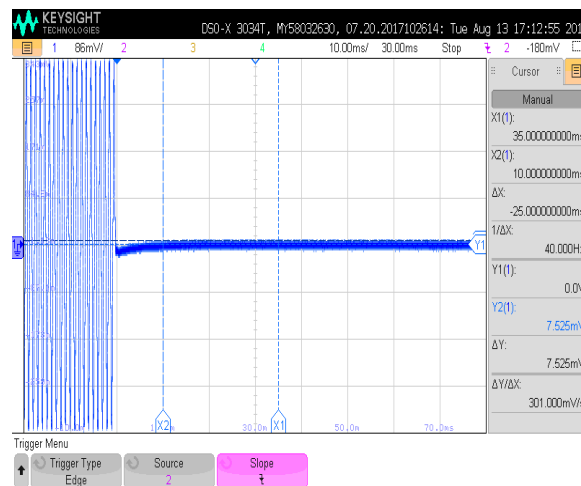 KEYSIGHT
TECHNOLOGIES
DSO-X 3034T, MY58032630, 07.20.2017102614: Tue Aug 13 17:12:55 201
1 86mV/ 2 3 4 10.00ms/ 30.00ms Stop 2 -180mV
Cursor
Manual
X1(1):
35.000000000ms
X2(1):
10.000000000ms
ΔX:
-25.000000000ms
1/ΔX:
40.000Hz
Y1(1):
0.0V
Y2(1):
7.525mV
ΔY:
7.525mV
ΔY/ΔX:
301.000mV/s
Y1
X2 30.0ms X1 50.0ms 70.0ms
Trigger Menu
Trigger Type Source Slope
Edge 2